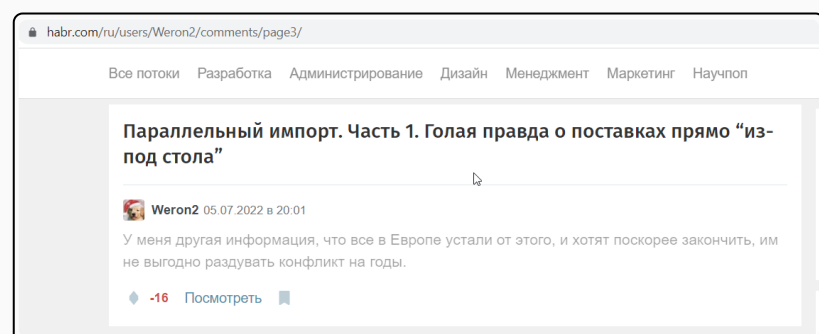 habr.com/ru/users/Weron2/comments/page3/
Все потоки Разработка Администрирование Дизайн Менеджмент Маркетинг Научпоп
Параллельный импорт. Часть 1. Голая правда о поставках прямо “из-
под стола”
Weron2 05.07.2022 в 20:01
У меня другая информация, что все в Европе устали от этого, и хотят поскорее закончить, им
не выгодно раздувать конфликт на годы.
-16 Посмотреть